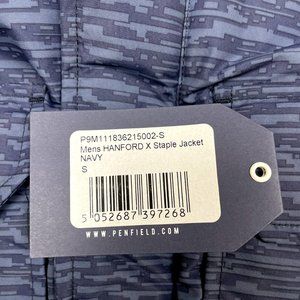 P9M111836215002-S
Mens HANFORD X Staple Jacket
NAVY
S
5 052687 397268
WWW.PENFIELD.COM